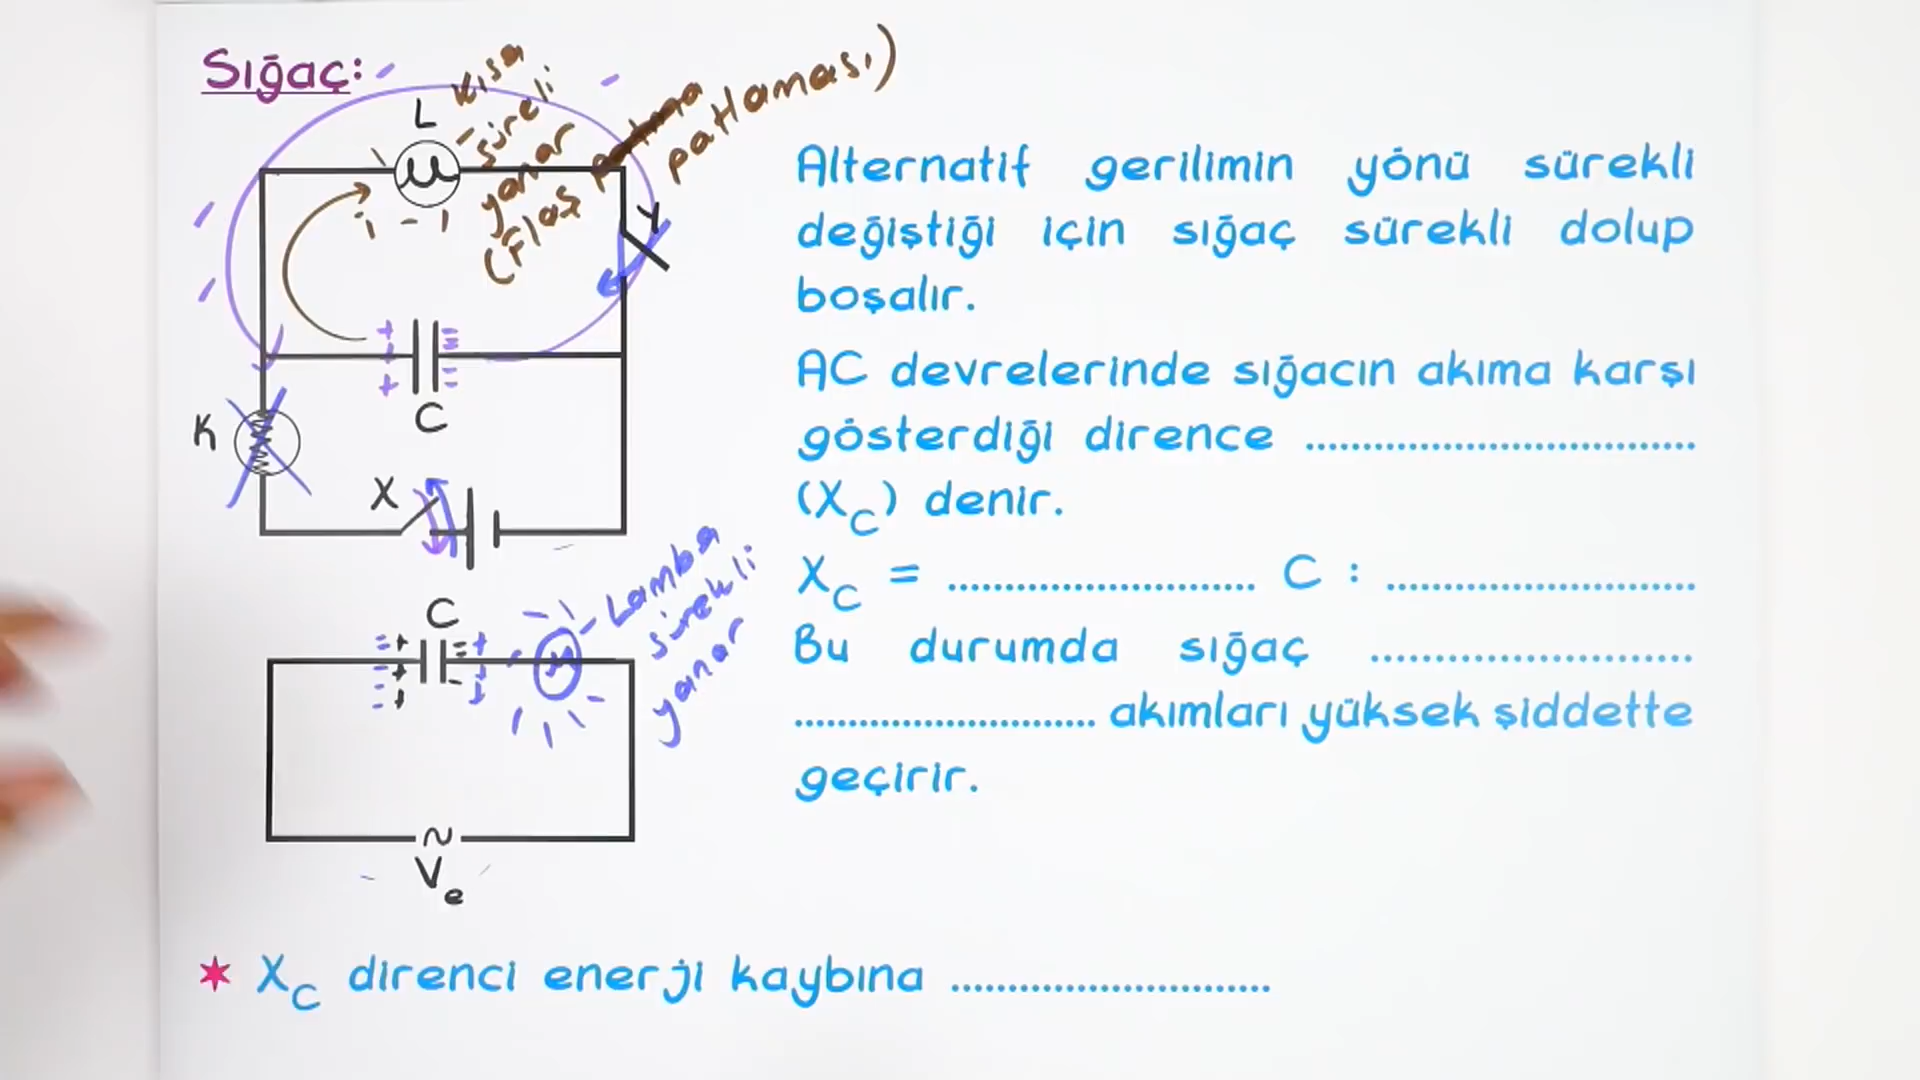 Sığaç:
L
kısa
süreli
yanar
(Flaş patlaması)
Y
C
K
X
C
Lamba
sürekli
yanar
~
Ve
Alternatif gerilimin yönü sürekli
değiştiği için sığaç sürekli dolup
boşalır.
AC devrelerinde sığacın akıma karşı
gösterdiği dirence ..............................
(XC) denir.
XC = .......................... C : ..........................
Bu durumda sığaç ..........................
.......................... akımları yüksek şiddette
geçirir.
✶ XC direnci enerji kaybına ..........................